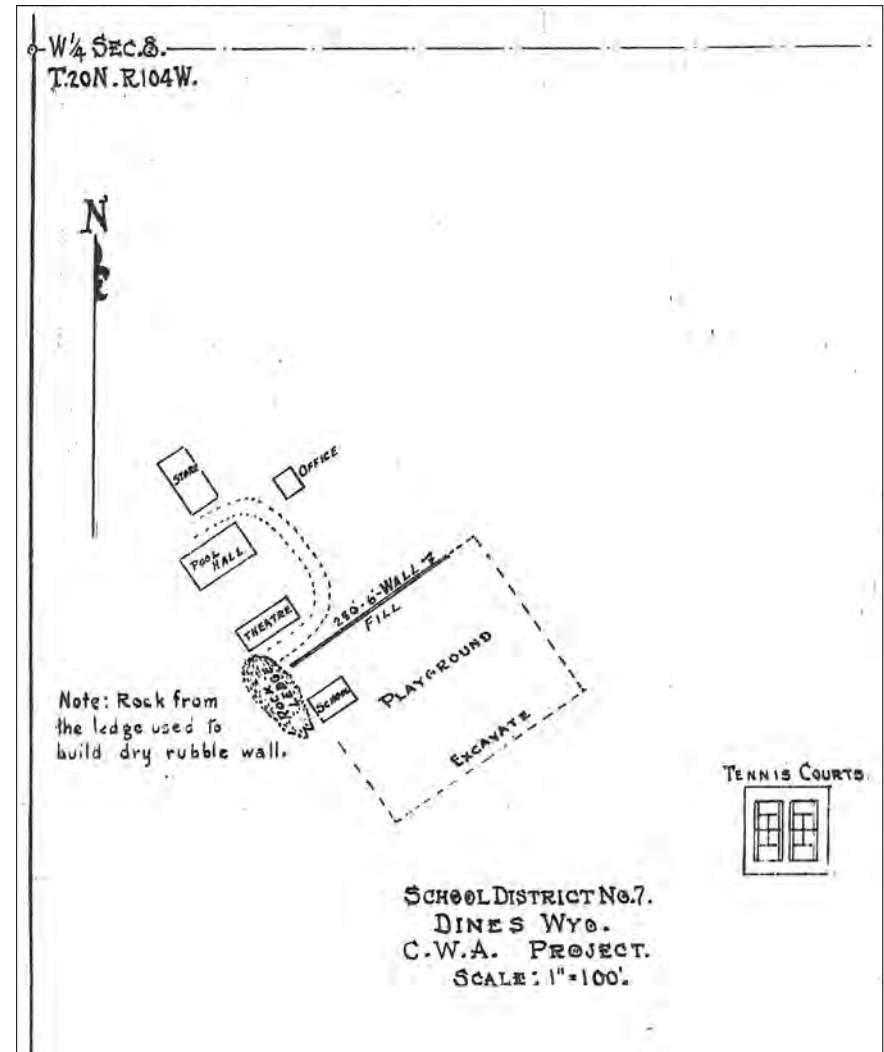 W¼ SEC.8.
T.20N.R104W.
N
STORE
OFFICE
POOL
HALL
THEATRE
280'-6'-WALL
FILL
ROCK
LEDGE
SCHOOL
PLAYGROUND
EXCAVATE
Note: Rock from
the ledge used to
build dry rubble wall.
TENNIS COURTS
SCHOOL DISTRICT No.7.
DINES WYO.
C.W.A. PROJECT.
SCALE: 1"=100'.